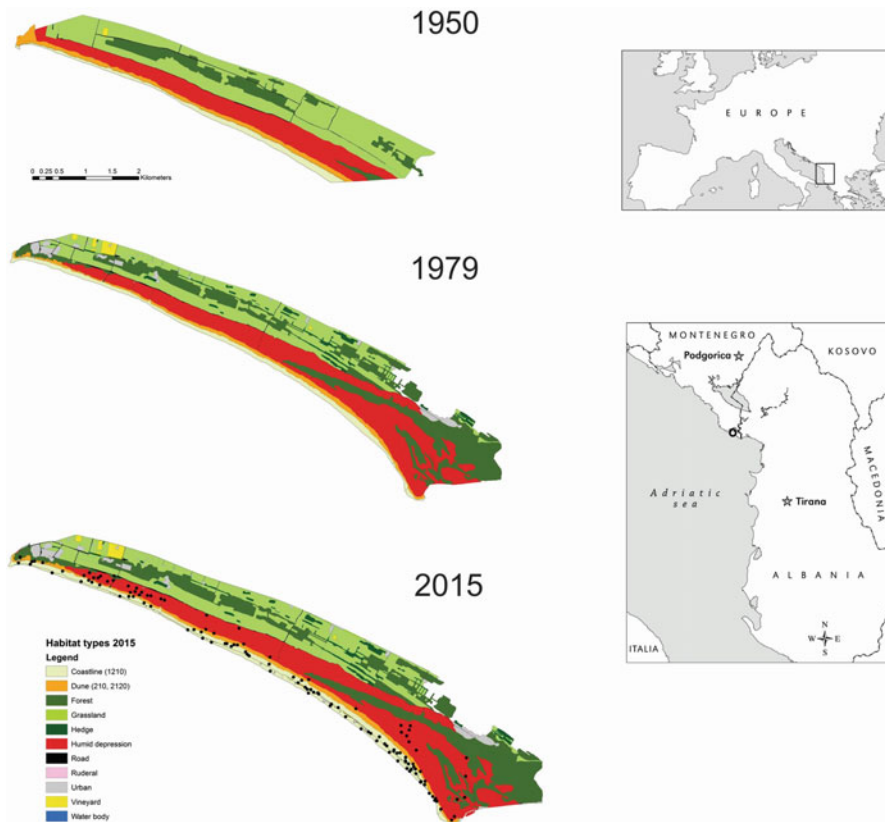 1950
0 0.25 0.5 1 1.5 2
Kilometers
1979
2015
Habitat types 2015
Legend
Coastline (1210)
Dune (210, 2120)
Forest
Grassland
Hedge
Humid depression
Road
Ruderal
Urban
Vineyard
Water body
EUROPE
MONTENEGRO
Podgorica
KOSOVO
MACEDONIA
Adriatic
sea
Tirana
ALBANIA
ITALIA
N
W E
S